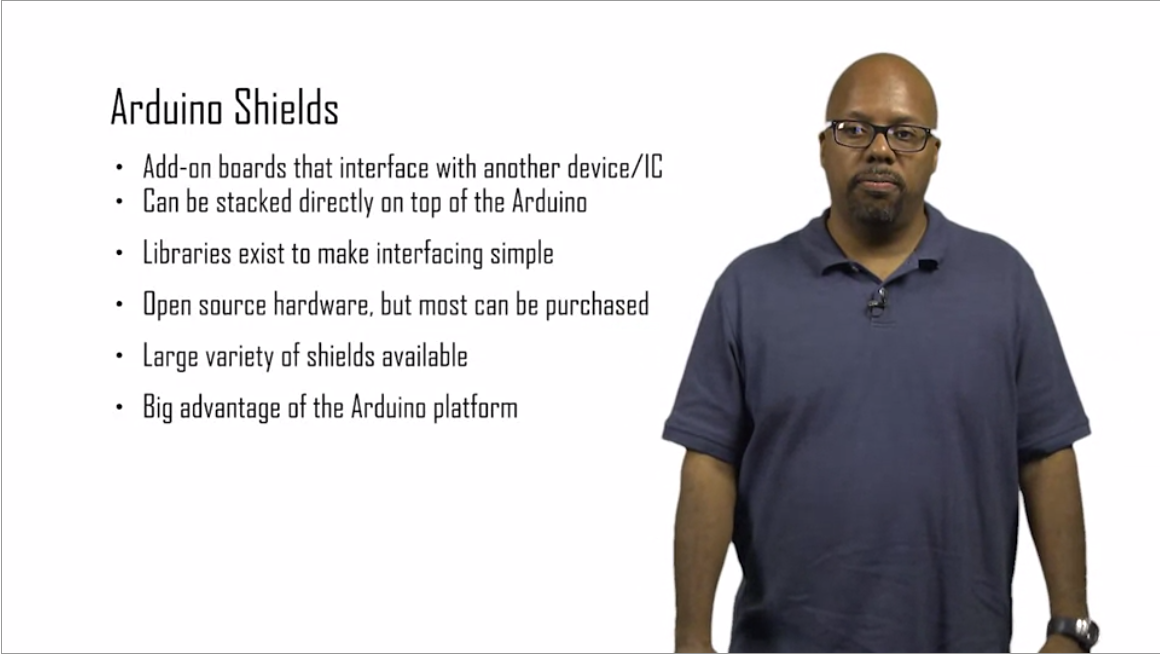 Arduino Shields
• Add-on boards that interface with another device/IC
• Can be stacked directly on top of the Arduino
• Libraries exist to make interfacing simple
• Open source hardware, but most can be purchased
• Large variety of shields available
• Big advantage of the Arduino platform